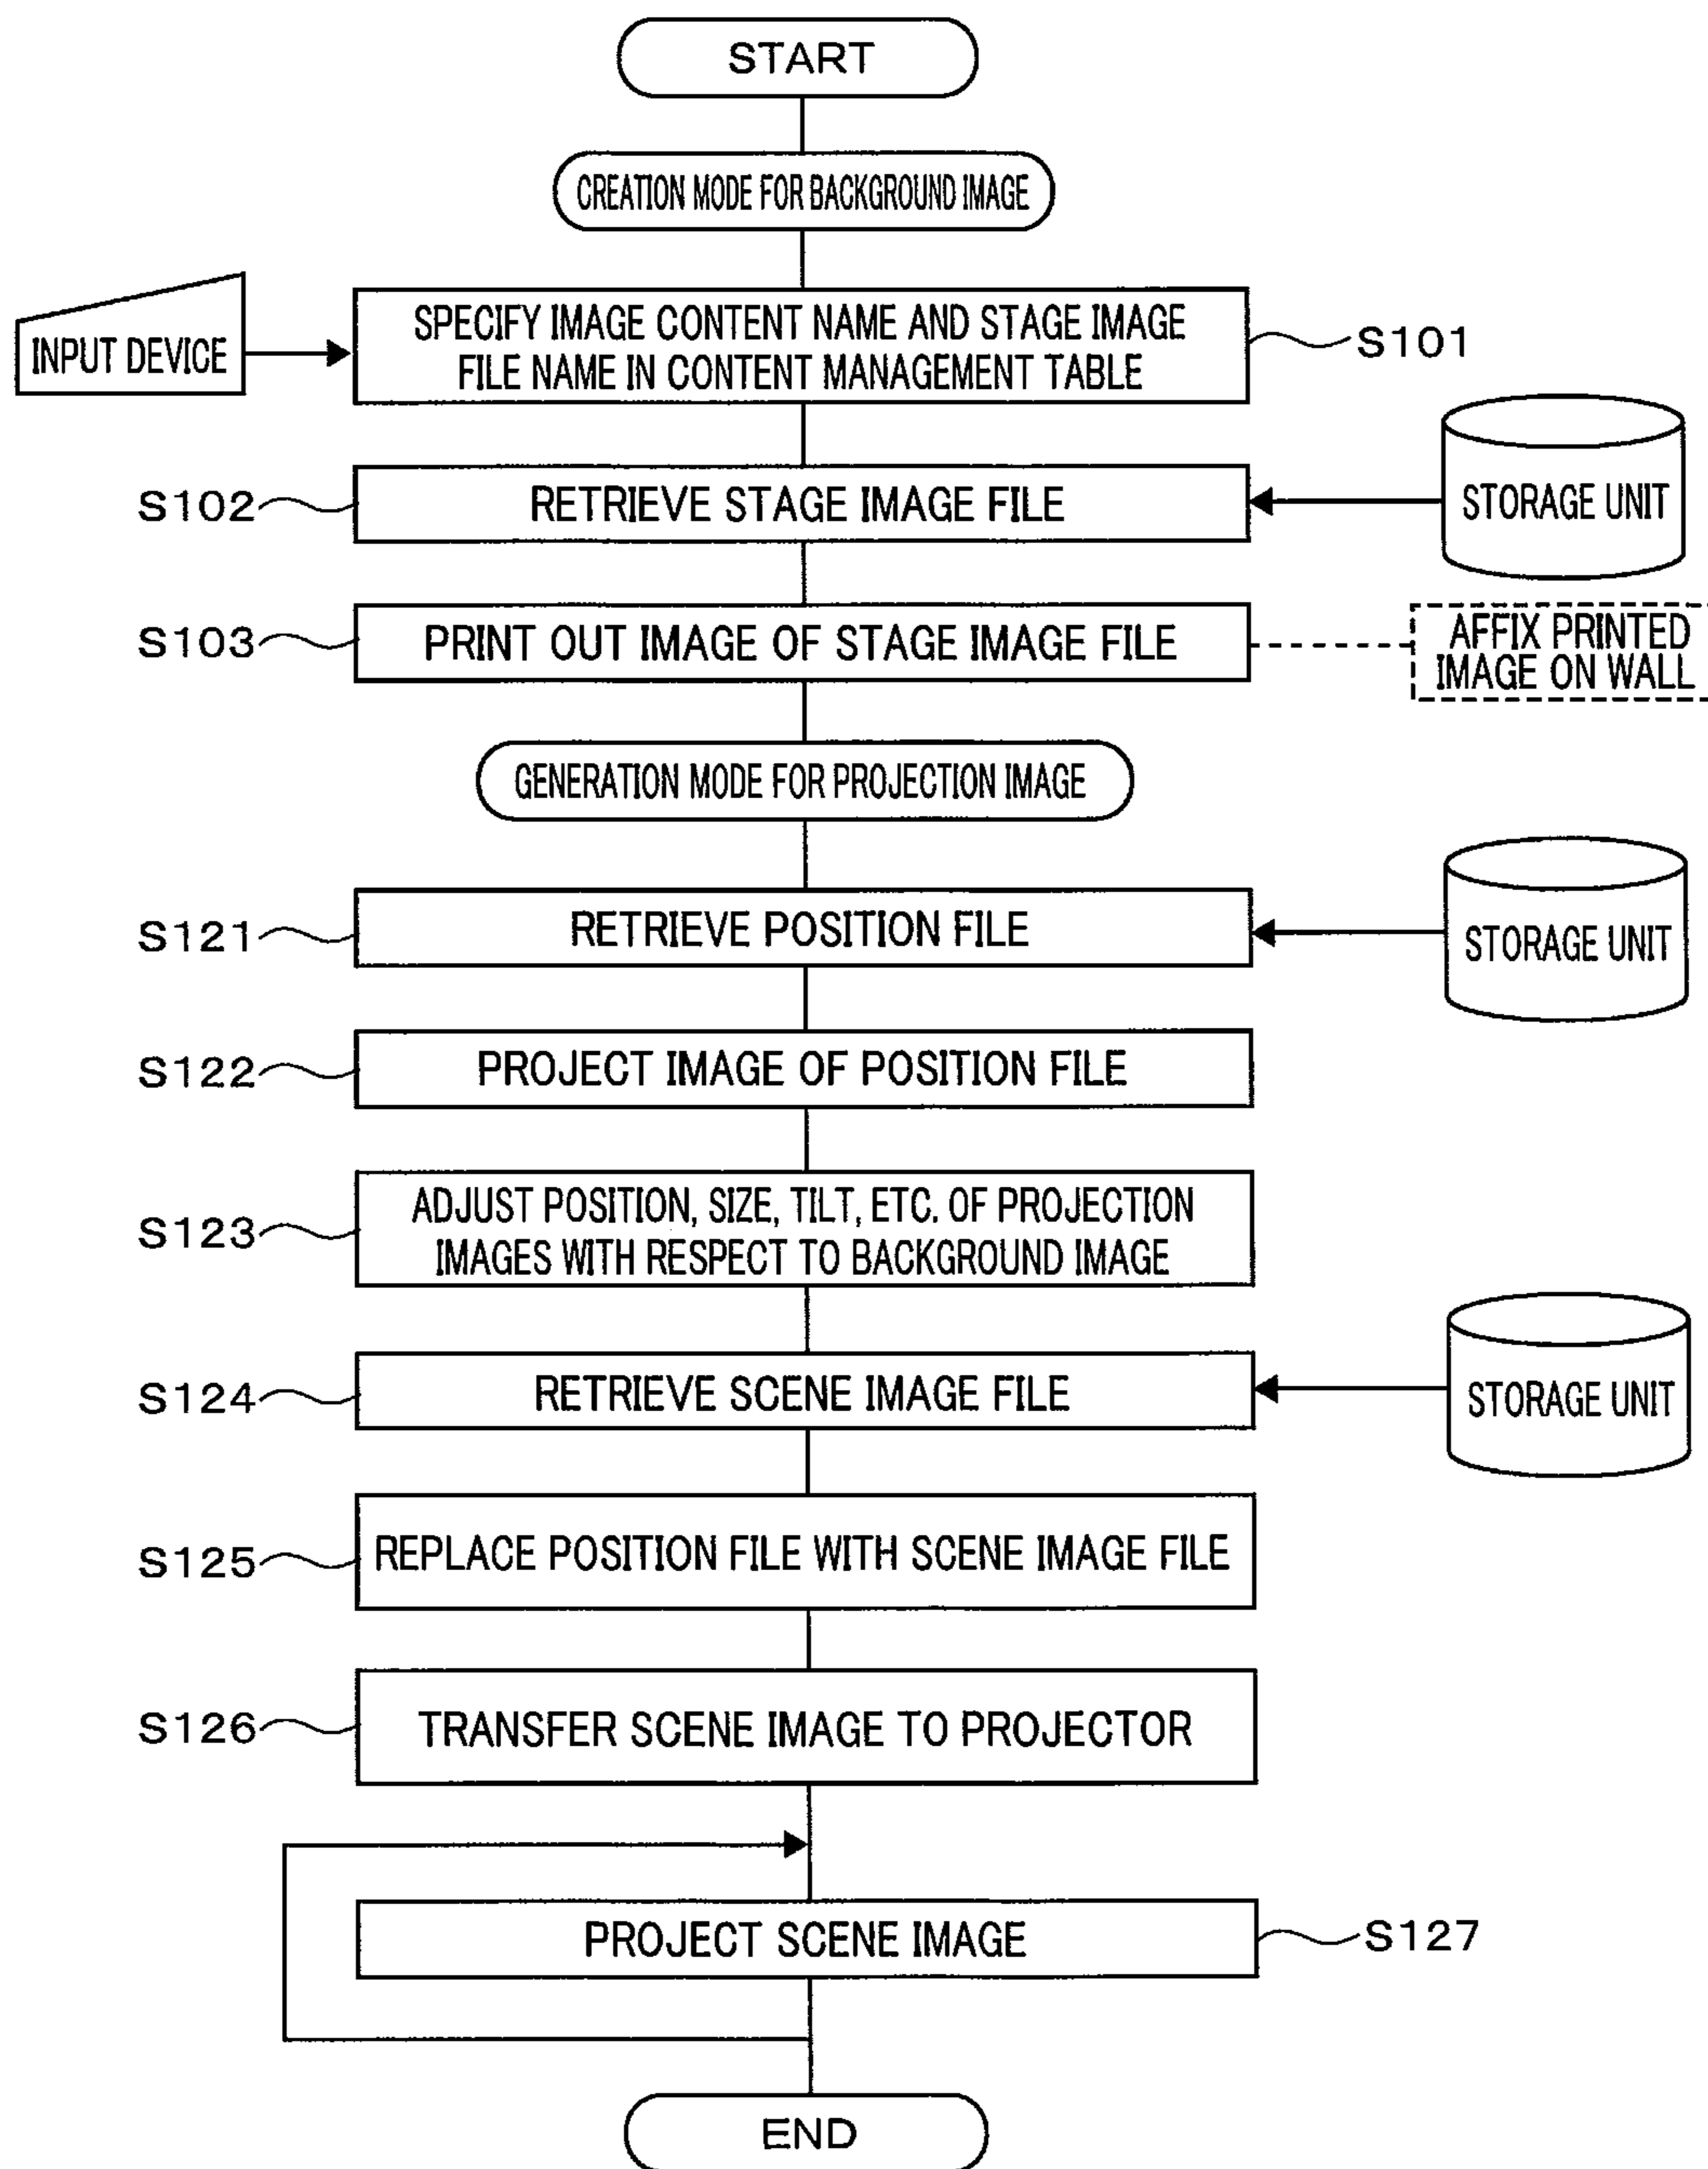 START
CREATION MODE FOR BACKGROUND IMAGE
INPUT DEVICE
SPECIFY IMAGE CONTENT NAME AND STAGE IMAGE
FILE NAME IN CONTENT MANAGEMENT TABLE
S101
S102
RETRIEVE STAGE IMAGE FILE
STORAGE UNIT
S103
PRINT OUT IMAGE OF STAGE IMAGE FILE
AFFIX PRINTED
IMAGE ON WALL
GENERATION MODE FOR PROJECTION IMAGE
S121
RETRIEVE POSITION FILE
STORAGE UNIT
S122
PROJECT IMAGE OF POSITION FILE
S123
ADJUST POSITION, SIZE, TILT, ETC. OF PROJECTION
IMAGES WITH RESPECT TO BACKGROUND IMAGE
S124
RETRIEVE SCENE IMAGE FILE
STORAGE UNIT
S125
REPLACE POSITION FILE WITH SCENE IMAGE FILE
S126
TRANSFER SCENE IMAGE TO PROJECTOR
PROJECT SCENE IMAGE
S127
END